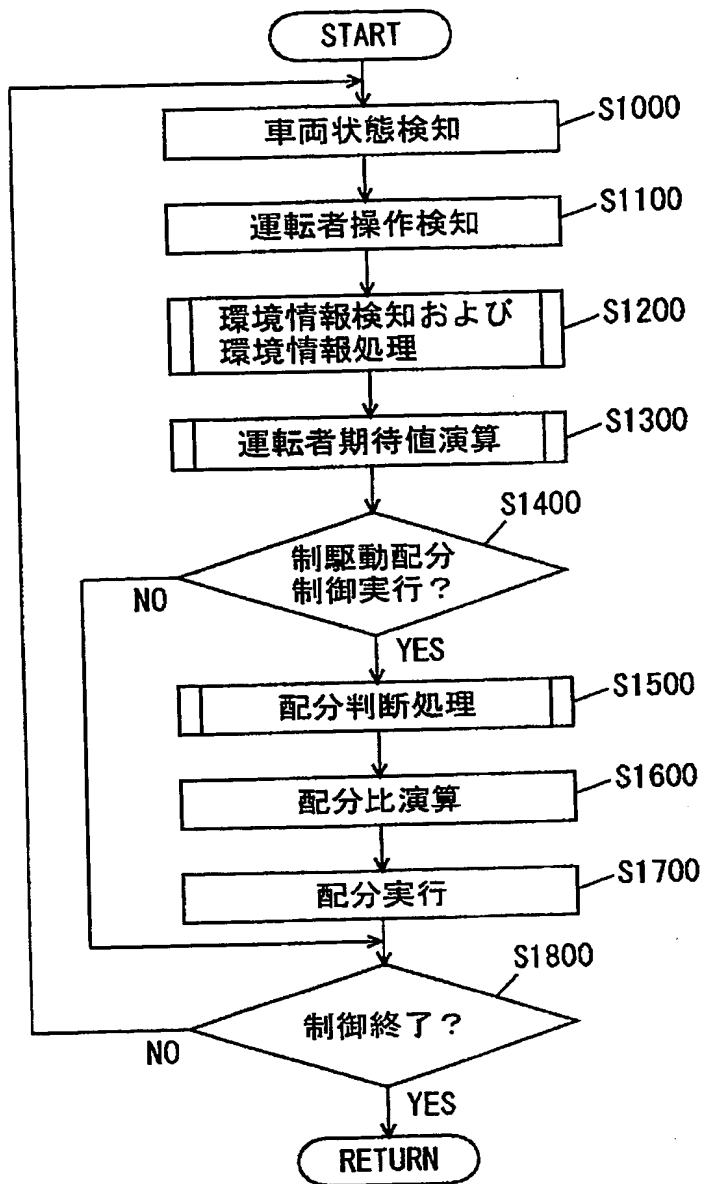 START
車両状態検知
S1000
運転者操作検知
S1100
環境情報検知および
環境情報処理
S1200
運転者期待値演算
S1300
S1400
制駆動配分
制御実行?
NO
YES
配分判断処理
S1500
配分比演算
S1600
配分実行
S1700
S1800
制御終了?
NO
YES
RETURN